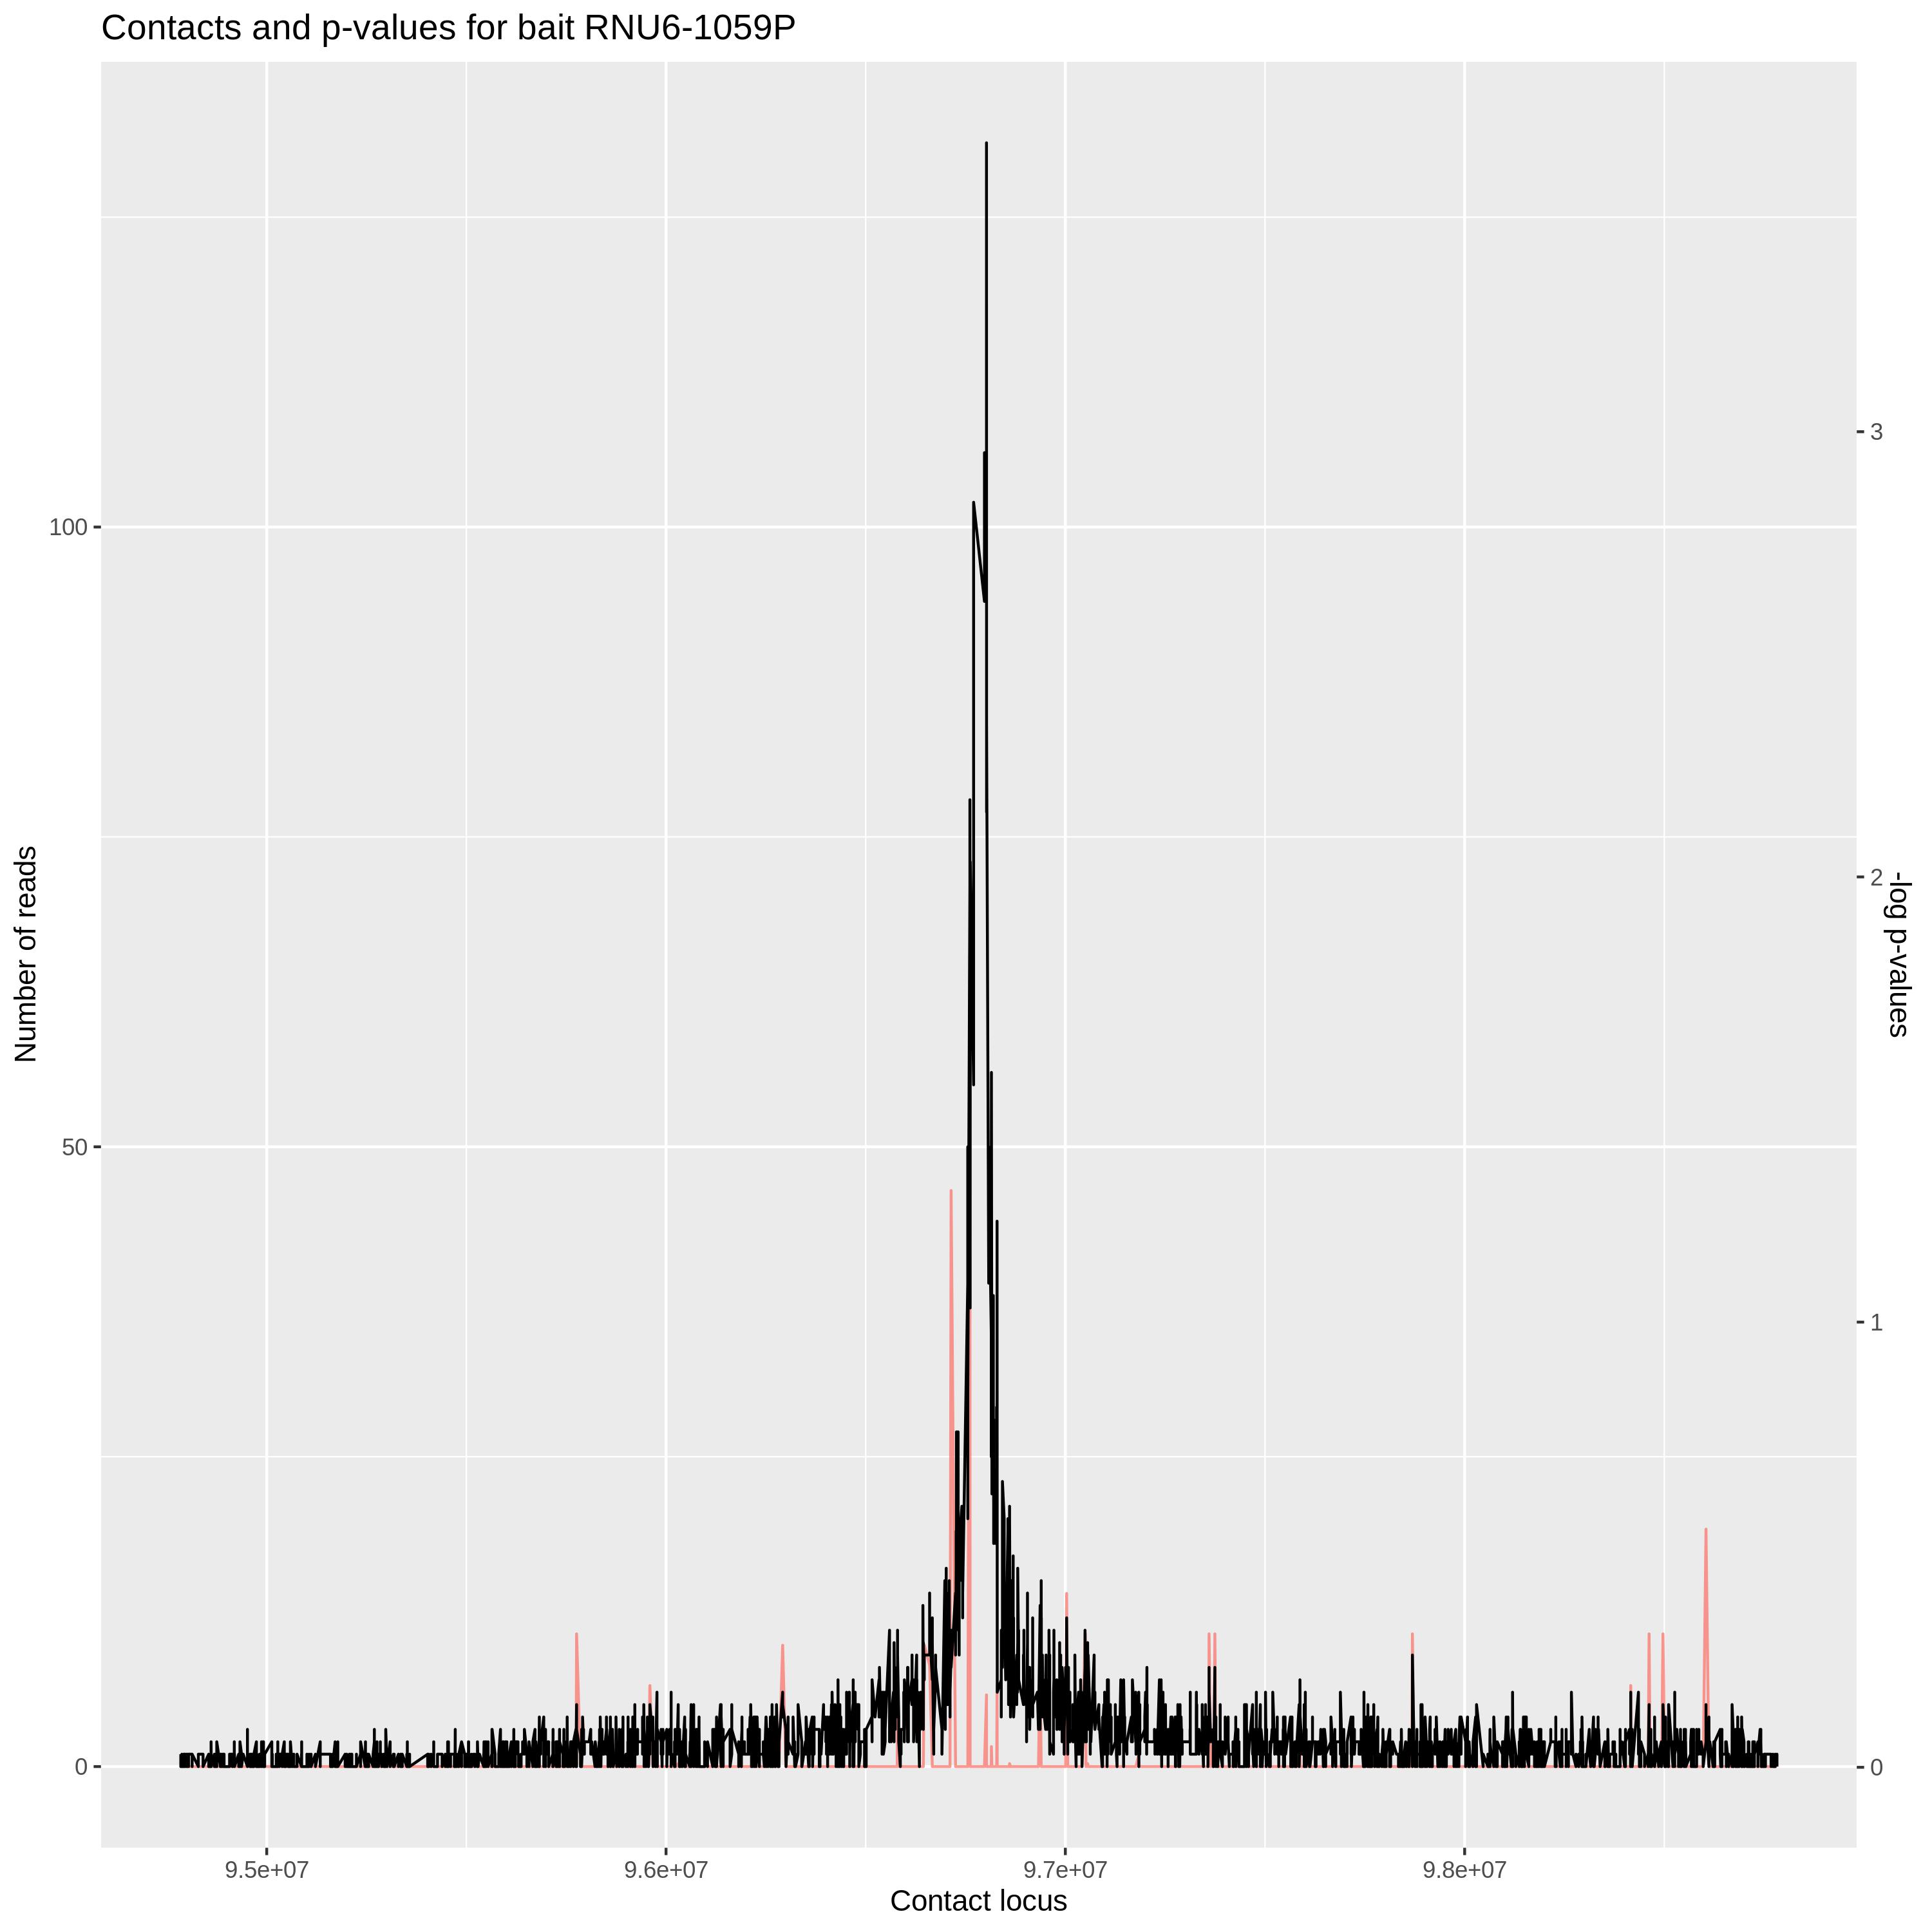 Contacts and p-values for bait RNU6-1059P
Number of reads
100
50
0
3
2
1
0
-log p-values
9.5e+07
9.6e+07
9.7e+07
9.8e+07
Contact locus